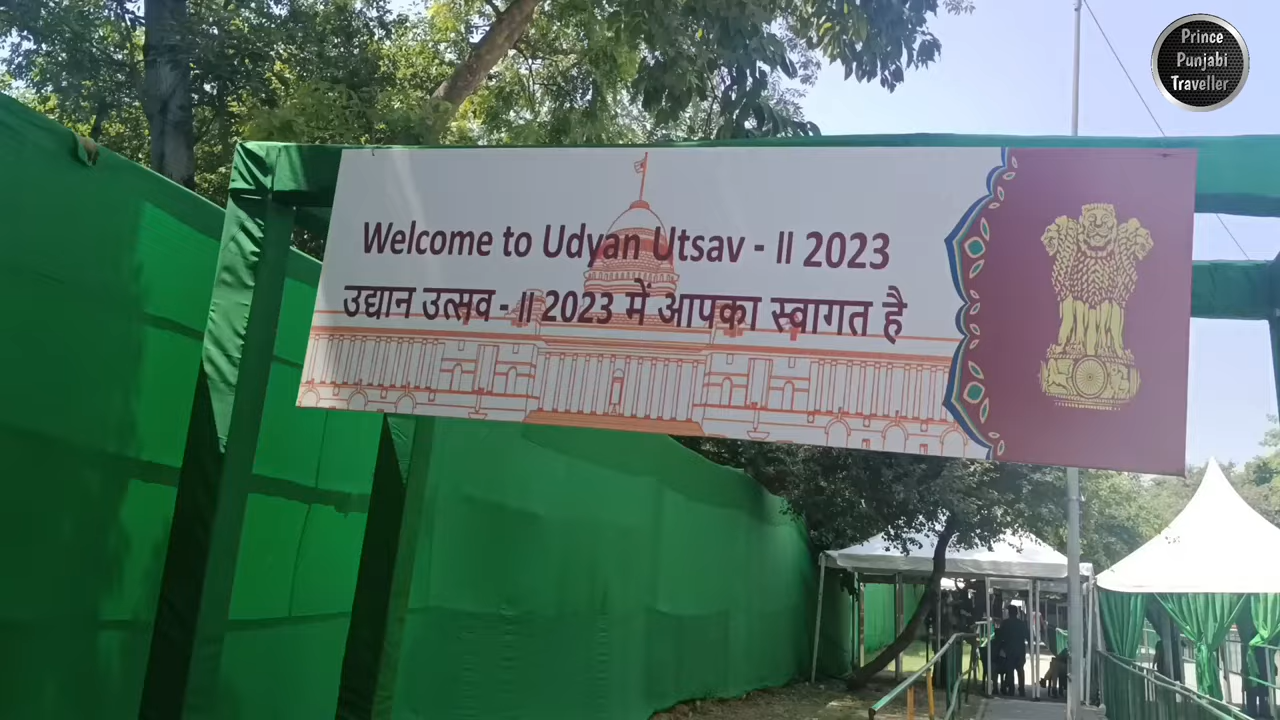 Prince
Punjabi
Traveller
Welcome to Udyan Utsav - II 2023
उद्यान उत्सव - II 2023 में आपका स्वागत है